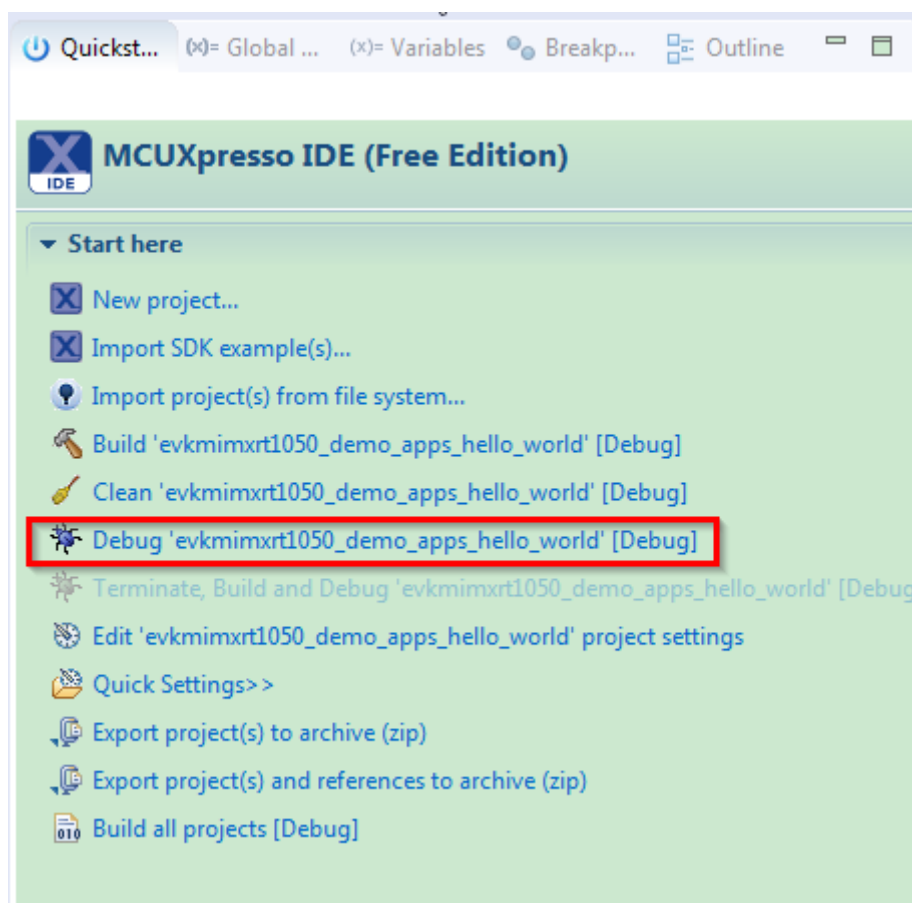 Quickst... (x)= Global ... (x)= Variables Breakp... Outline
X IDE MCUXpresso IDE (Free Edition)
Start here
New project...
Import SDK example(s)...
Import project(s) from file system...
Build 'evkmimxrt1050_demo_apps_hello_world' [Debug]
Clean 'evkmimxrt1050_demo_apps_hello_world' [Debug]
Debug 'evkmimxrt1050_demo_apps_hello_world' [Debug]
Terminate, Build and Debug 'evkmimxrt1050_demo_apps_hello_world' [Debug
Edit 'evkmimxrt1050_demo_apps_hello_world' project settings
Quick Settings>>
Export project(s) to archive (zip)
Export project(s) and references to archive (zip)
010 Build all projects [Debug]